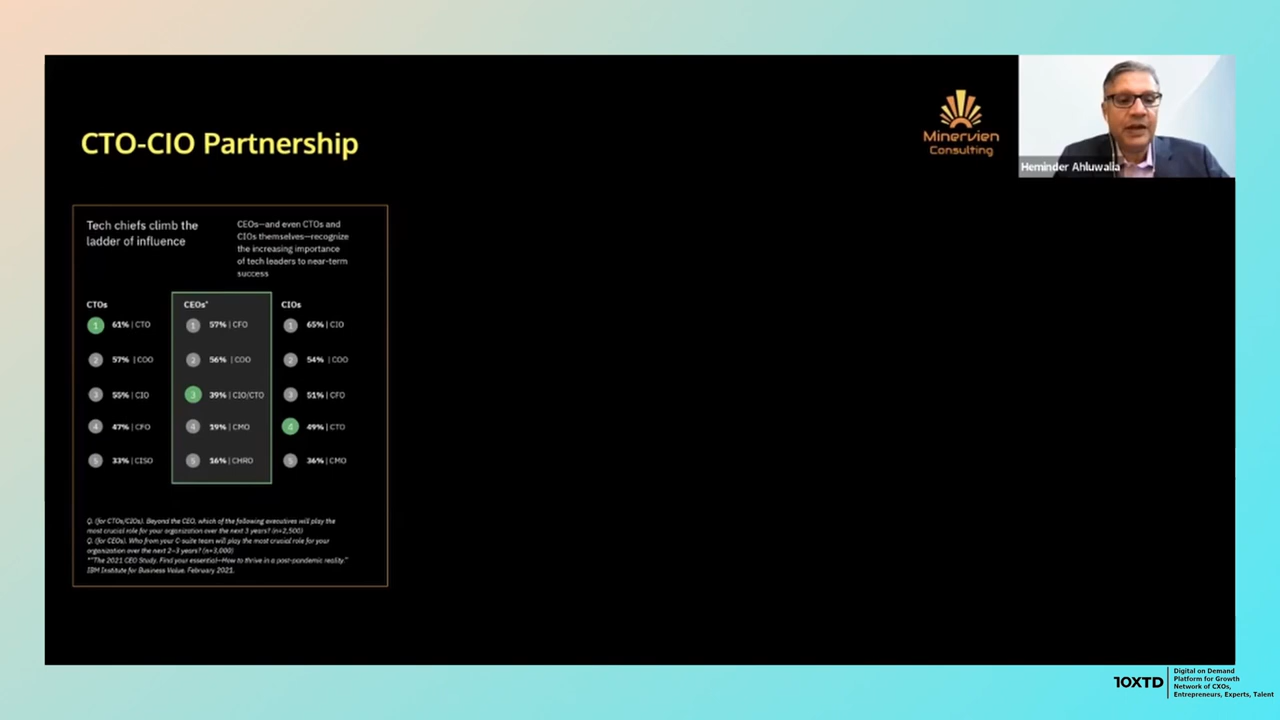 CTO-CIO Partnership
Minervien
Consulting
Heminder Ahluwalia
Tech chiefs climb the
ladder of influence
CEOs—and even CTOs and
CIOs themselves—recognize
the increasing importance
of tech leaders to near-term
success
CTOs
1 61% | CTO
2 57% | COO
3 55% | CIO
4 47% | CFO
5 33% | CISO
CEOs*
1 57% | CFO
2 56% | COO
3 39% | CIO/CTO
4 19% | CMO
5 16% | CHRO
CIOs
1 65% | CIO
2 54% | COO
3 51% | CFO
4 49% | CTO
5 36% | CMO
Q. (for CTOs/CIOs). Beyond the CEO, which of the following executives will play the
most crucial role for your organization over the next 3 years? (n=2,500)
Q. (for CEOs). Who from your C-suite team will play the most crucial role for your
organization over the next 2–3 years? (n=3,000)
*"The 2021 CEO Study. Find your essential—How to thrive in a post-pandemic reality."
IBM Institute for Business Value. February 2021.
10XTD
Digital on Demand
Platform for Growth
Network of CXOs,
Entrepreneurs, Experts, Talent